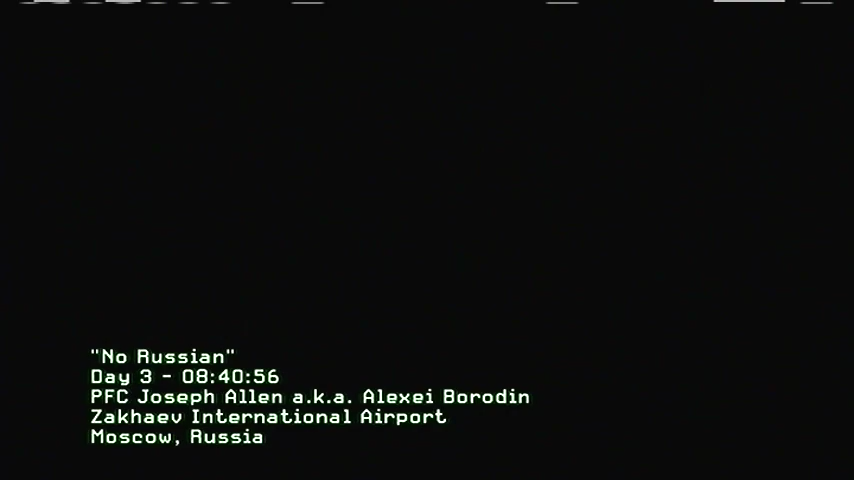 "No Russian"
Day 3 - 08:40:56
PFC Joseph Allen a.k.a. Alexei Borodin
Zakhaev International Airport
Moscow, Russia